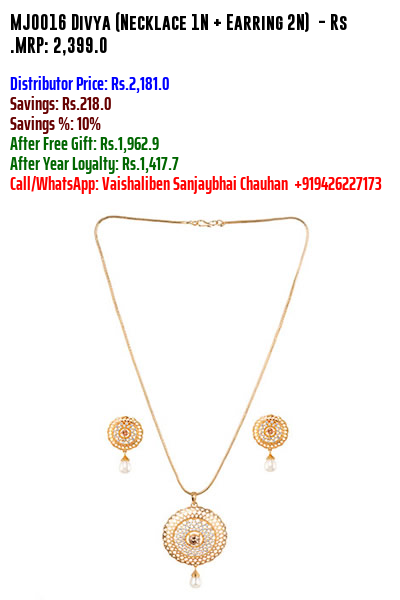 MJ0016 Divya (Necklace 1N + Earring 2N) - Rs
.MRP: 2,399.0
Distributor Price: Rs.2,181.0
Savings: Rs.218.0
Savings %: 10%
After Free Gift: Rs.1,962.9
After Year Loyalty: Rs.1,417.7
Call/WhatsApp: Vaishaliben Sanjaybhai Chauhan +919426227173